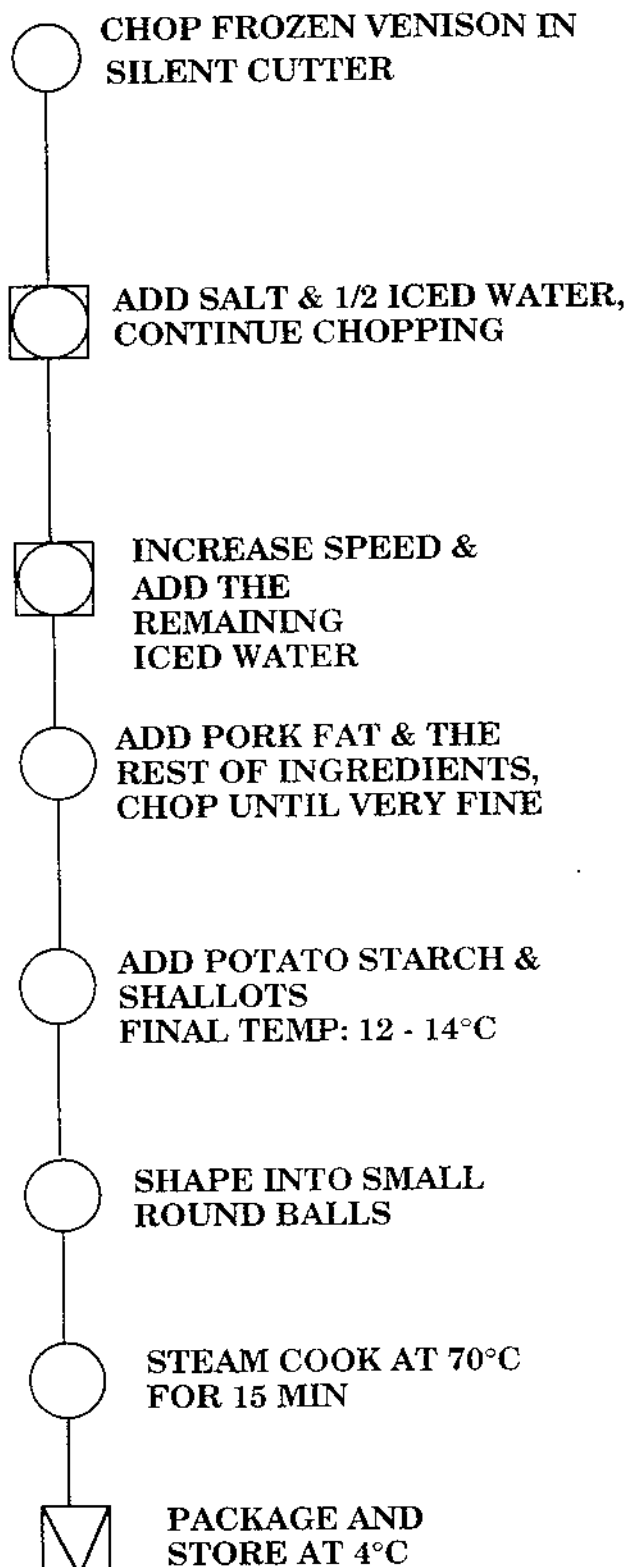 CHOP FROZEN VENISON IN
SILENT CUTTER
ADD SALT & 1/2 ICED WATER,
CONTINUE CHOPPING
INCREASE SPEED &
ADD THE
REMAINING
ICED WATER
ADD PORK FAT & THE
REST OF INGREDIENTS,
CHOP UNTIL VERY FINE
ADD POTATO STARCH &
SHALLOTS
FINAL TEMP: 12 - 14°C
SHAPE INTO SMALL
ROUND BALLS
STEAM COOK AT 70°C
FOR 15 MIN
PACKAGE AND
STORE AT 4°C